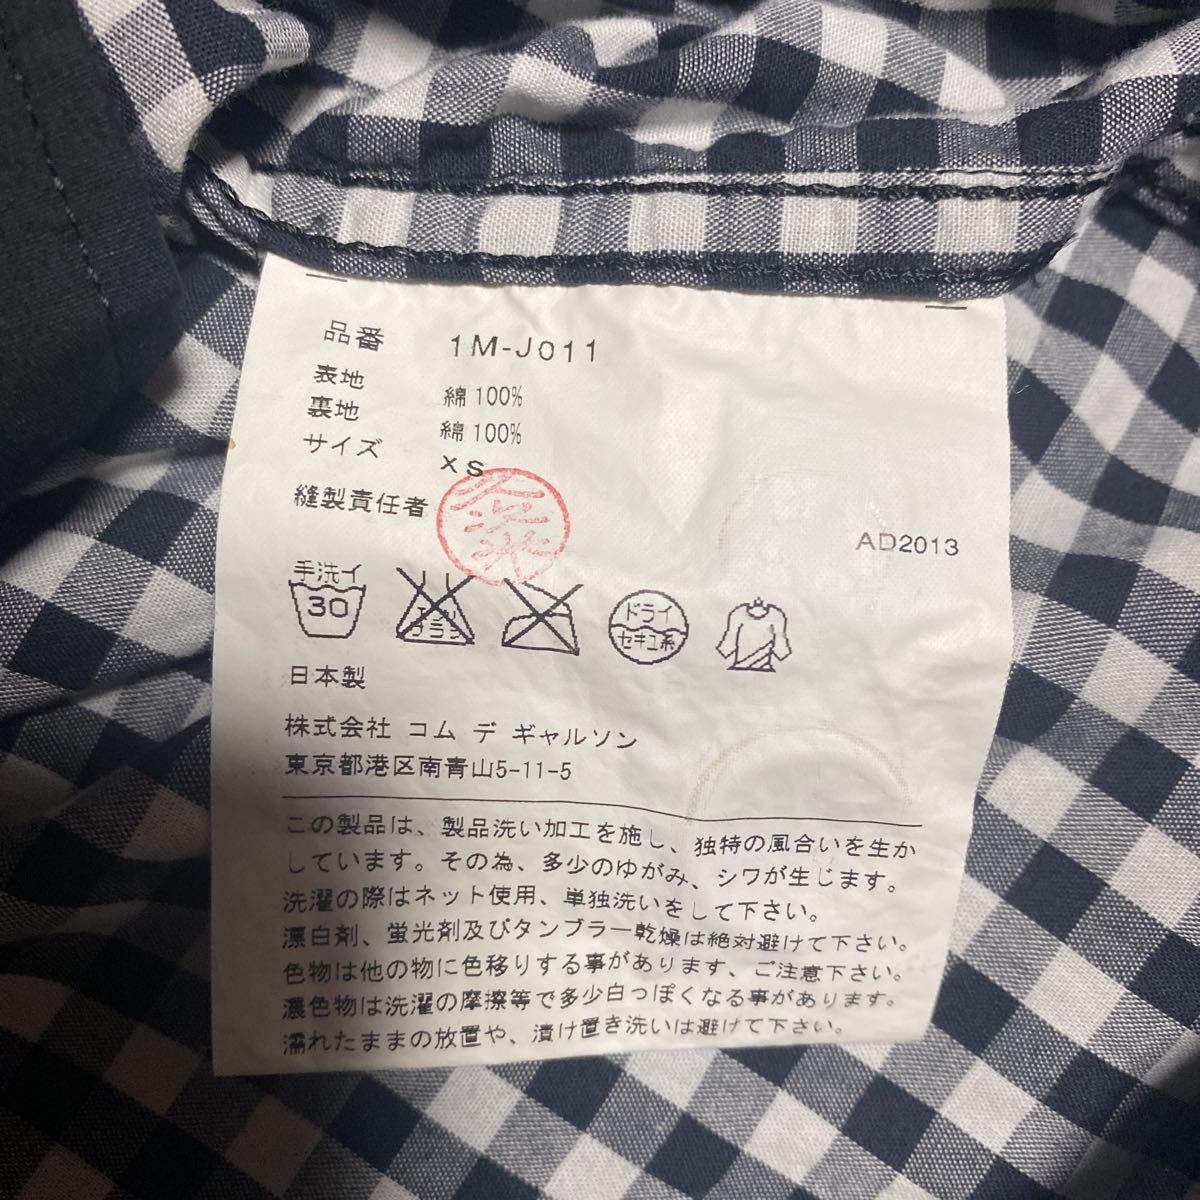 品番 1M-J011
表地 綿100%
裏地 綿100%
サイズ XS
縫製責任者
AD2013
手洗イ
30
ドライ
セキユ系
日本製
株式会社 コム デ ギャルソン
東京都港区南青山5-11-5
この製品は、製品洗い加工を施し、独特の風合いを生か
しています。その為、多少のゆがみ、シワが生じます。
洗濯の際はネット使用、単独洗いをして下さい。
漂白剤、蛍光剤及びタンブラー乾燥は絶対避けて下さい。
色物は他の物に色移りする事があります、ご注意下さい。
濃色物は洗濯の摩擦等で多少白っぽくなる事があります。
濡れたままの放置や、漬け置き洗いは避けて下さい。